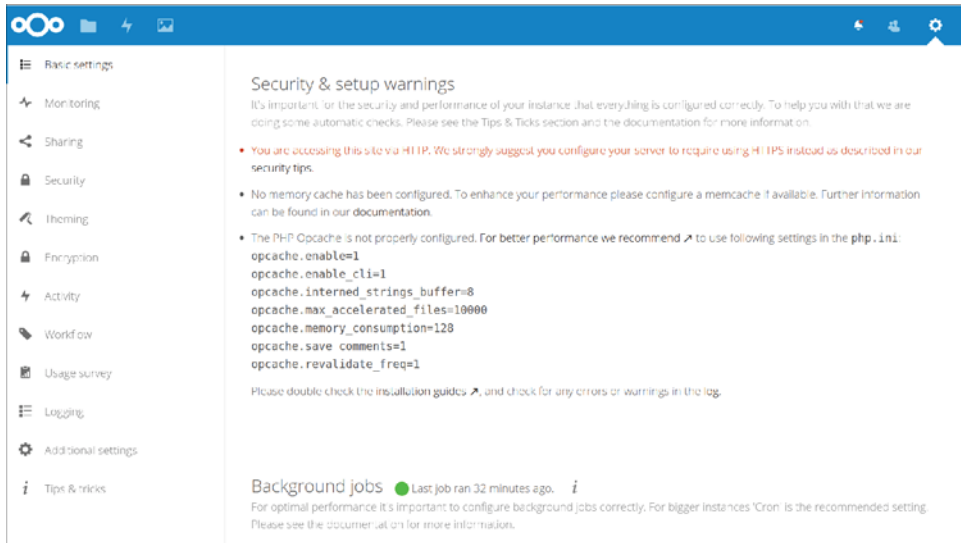 Basic settings
Monitoring
Sharing
Security
Theming
Encryption
Activity
Workflow
Usage survey
Logging
Additional settings
Tips & tricks
Security & setup warnings
It's important for the security and performance of your instance that everything is configured correctly. To help you with that we are
doing some automatic checks. Please see the Tips & Ticks section and the documentation for more information.
• You are accessing this site via HTTP. We strongly suggest you configure your server to require using HTTPS instead as described in our
security tips.
• No memory cache has been configured. To enhance your performance please configure a memcache if available. Further information
can be found in our documentation.
• The PHP Opcache is not properly configured. For better performance we recommend ↗ to use following settings in the php.ini:
opcache.enable=1
opcache.enable_cli=1
opcache.interned_strings_buffer=8
opcache.max_accelerated_files=10000
opcache.memory_consumption=128
opcache.save_comments=1
opcache.revalidate_freq=1
Please double check the installation guides ↗, and check for any errors or warnings in the log.
Background jobs Last job ran 32 minutes ago. i
For optimal performance it's important to configure background jobs correctly. For bigger instances 'Cron' is the recommended setting.
Please see the documentation for more information.